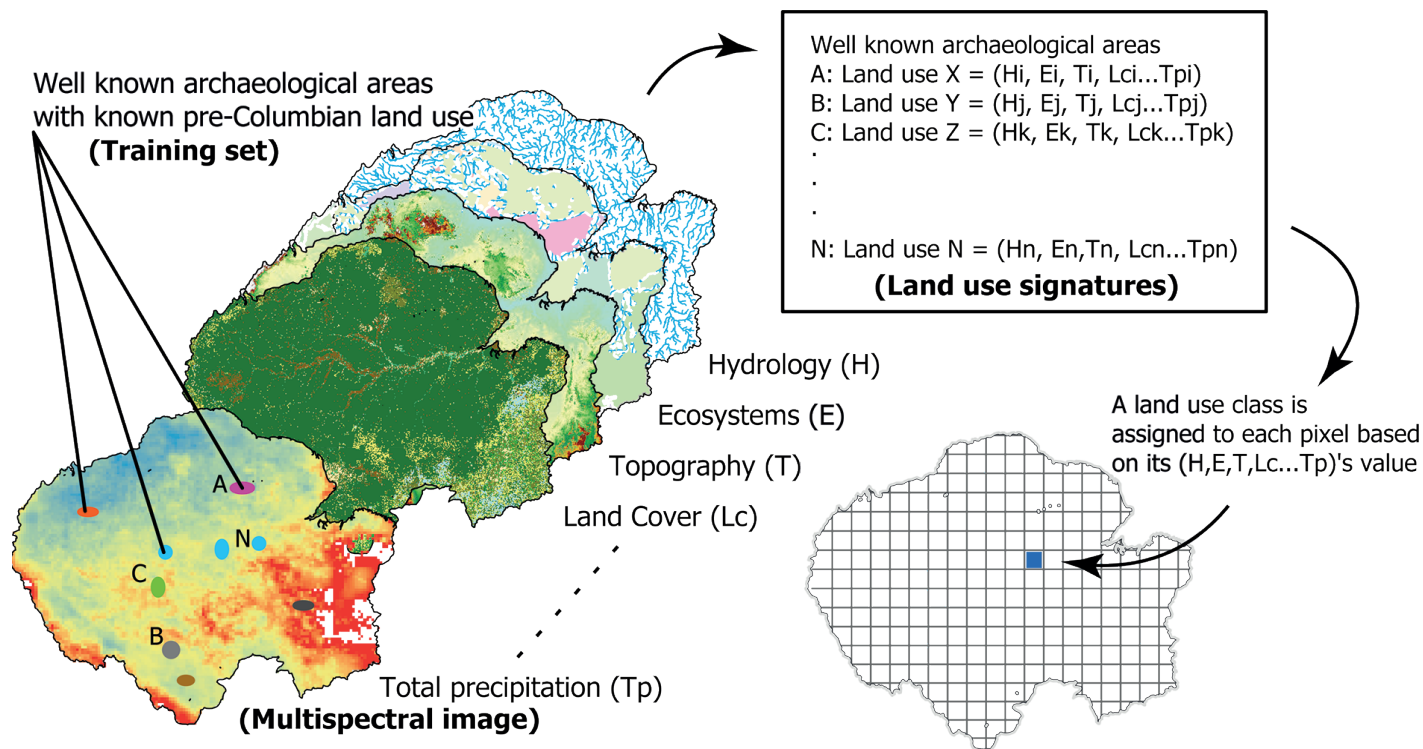 Well known archaeological areas
with known pre-Columbian land use
(Training set)
Well known archaeological areas
A: Land use X = (Hi, Ei, Ti, Lci...Tpi)
B: Land use Y = (Hj, Ej, Tj, Lcj...Tpj)
C: Land use Z = (Hk, Ek, Tk, Lck...Tpk)
.
.
.
N: Land use N = (Hn, En,Tn, Lcn...Tpn)
(Land use signatures)
Hydrology (H)
Ecosystems (E)
Topography (T)
Land Cover (Lc)
Total precipitation (Tp)
(Multispectral image)
A
N
C
B
A land use class is
assigned to each pixel based
on its (H,E,T,Lc...Tp)'s value